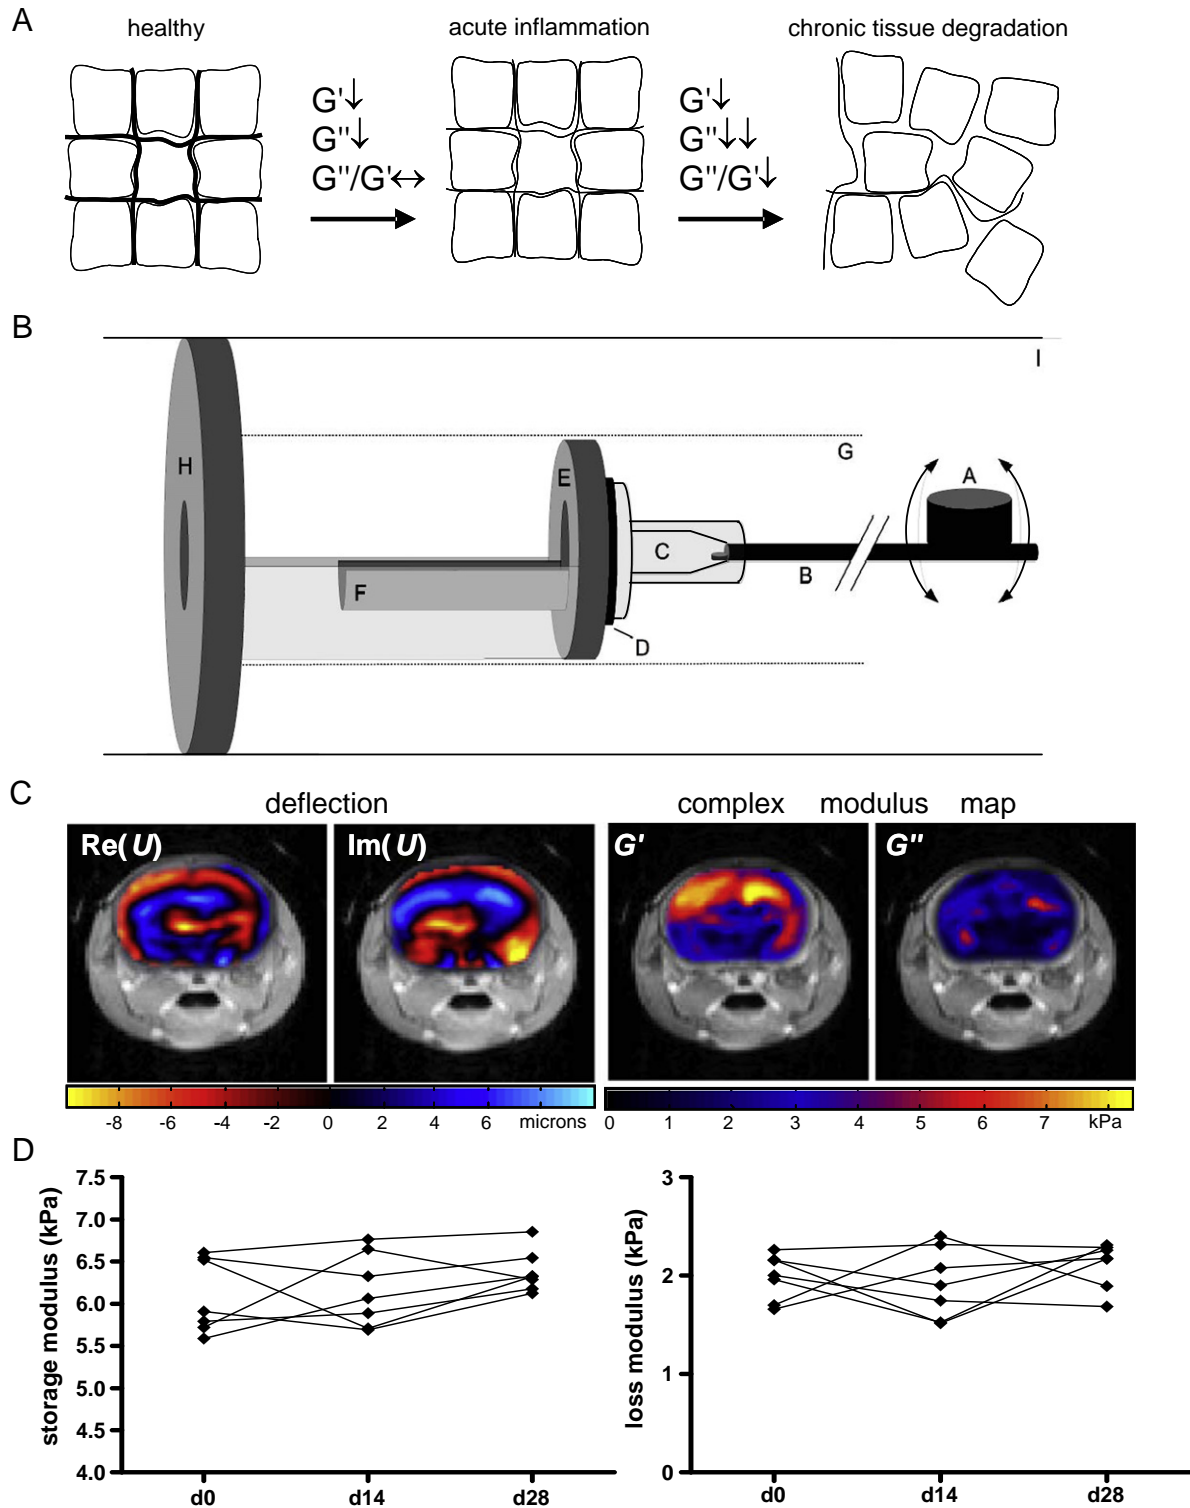 A
healthy
acute inflammation
chronic tissue degradation
G'↓
G''↓
G''/G'↔
G'↓
G''↓↓
G''/G'↓
B
I
G
H
E
A
C
B
F
D
C
deflection
complex modulus map
Re(U)
Im(U)
G'
G''
-8 -6 -4 -2 0 2 4 6 microns
0 1 2 3 4 5 6 7 kPa
D
storage modulus (kPa)
7.5
7.0
6.5
6.0
5.5
5.0
4.5
4.0
d0 d14 d28
loss modulus (kPa)
3
2
1
0
d0 d14 d28